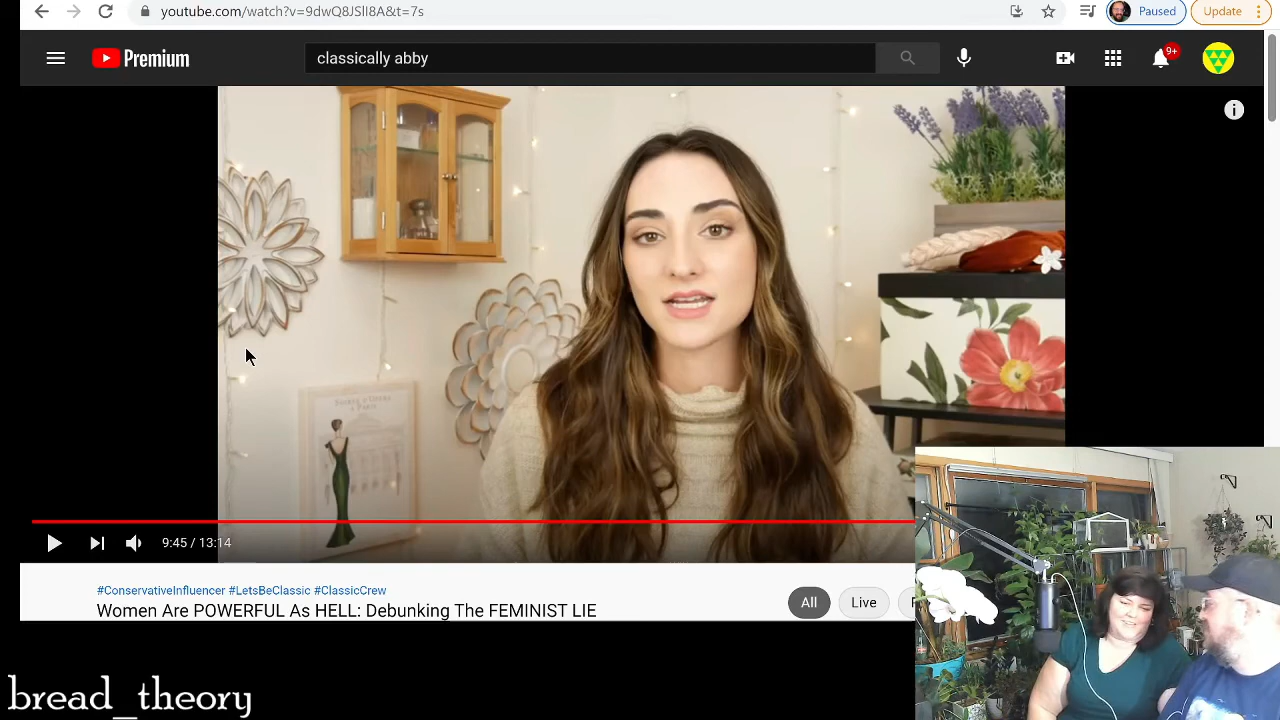 youtube.com/watch?v=9dwQ8JSlI8A&t=7s
Paused
Update
Premium
classically abby
9+
9:45 / 13:14
#ConservativeInfluencer #LetsBeClassic #ClassicCrew
Women Are POWERFUL As HELL: Debunking The FEMINIST LIE
All
Live
bread_theory